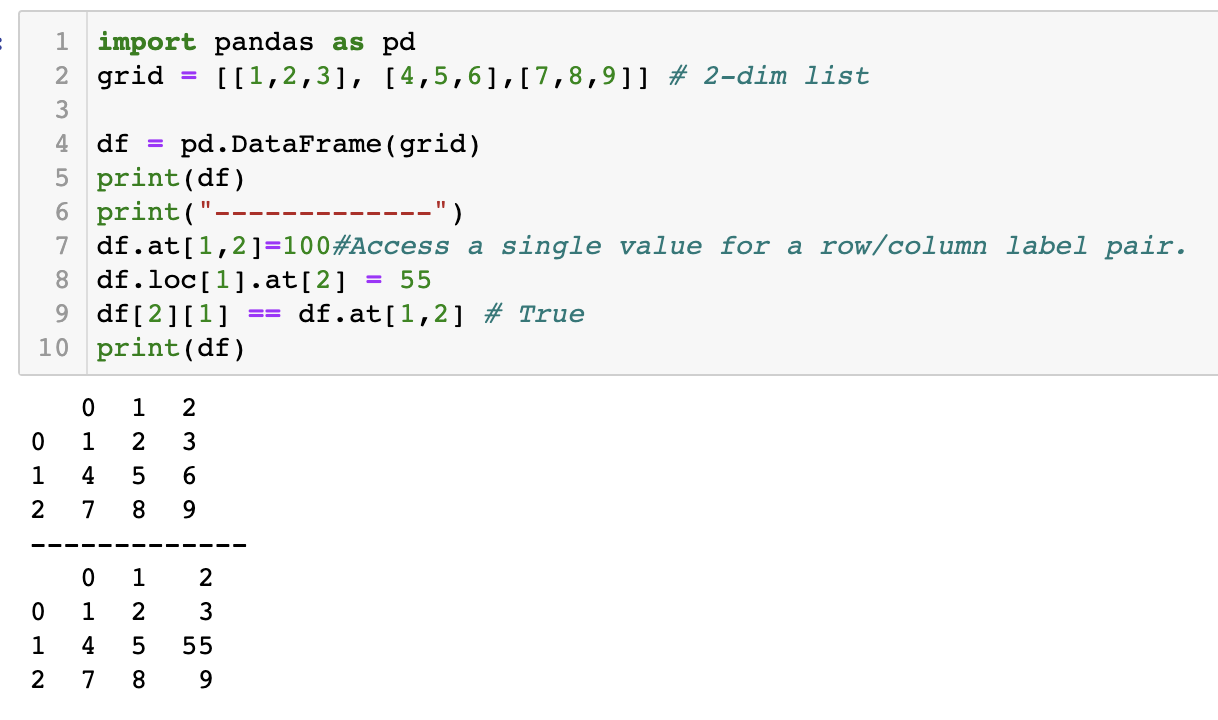 :
1 import pandas as pd
2 grid = [[1,2,3], [4,5,6],[7,8,9]] # 2-dim list
3
4 df = pd.DataFrame(grid)
5 print(df)
6 print("-------------")
7 df.at[1,2]=100#Access a single value for a row/column label pair.
8 df.loc[1].at[2] = 55
9 df[2][1] == df.at[1,2] # True
10 print(df)
0 1 2
0 1 2 3
1 4 5 6
2 7 8 9
-------------
0 1 2
0 1 2 3
1 4 5 55
2 7 8 9